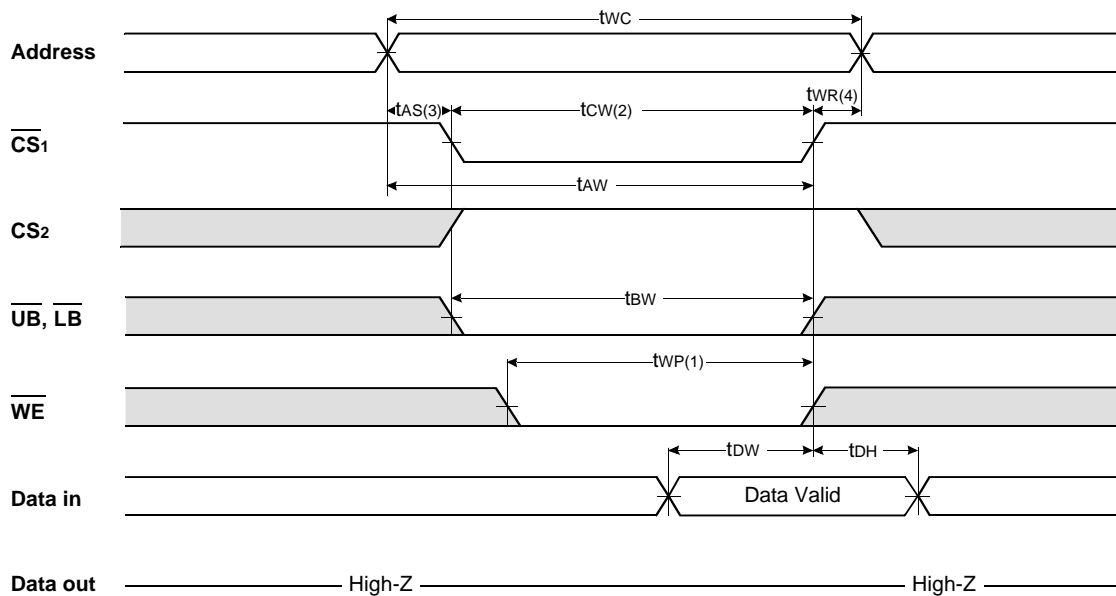 tWC
Address
tAS(3) tCW(2) tWR(4)
CS1
tAW
CS2
tBW
UB, LB
tWP(1)
WE
tDW tDH
Data in Data Valid
Data out High-Z High-Z